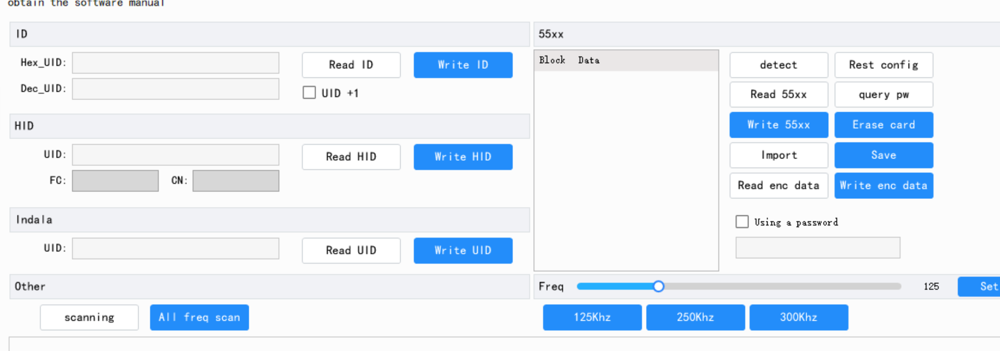 obtain the software manual
ID
Hex_UID:
Read ID
Write ID
Dec_UID:
UID +1
HID
UID:
Read HID
Write HID
FC:
CN:
Indala
UID:
Read UID
Write UID
Other
scanning
All freq scan
55xx
Block Data
detect
Rest config
Read 55xx
query pw
Write 55xx
Erase card
Import
Save
Read enc data
Write enc data
Using a password
Freq
125
Set
125Khz
250Khz
300Khz